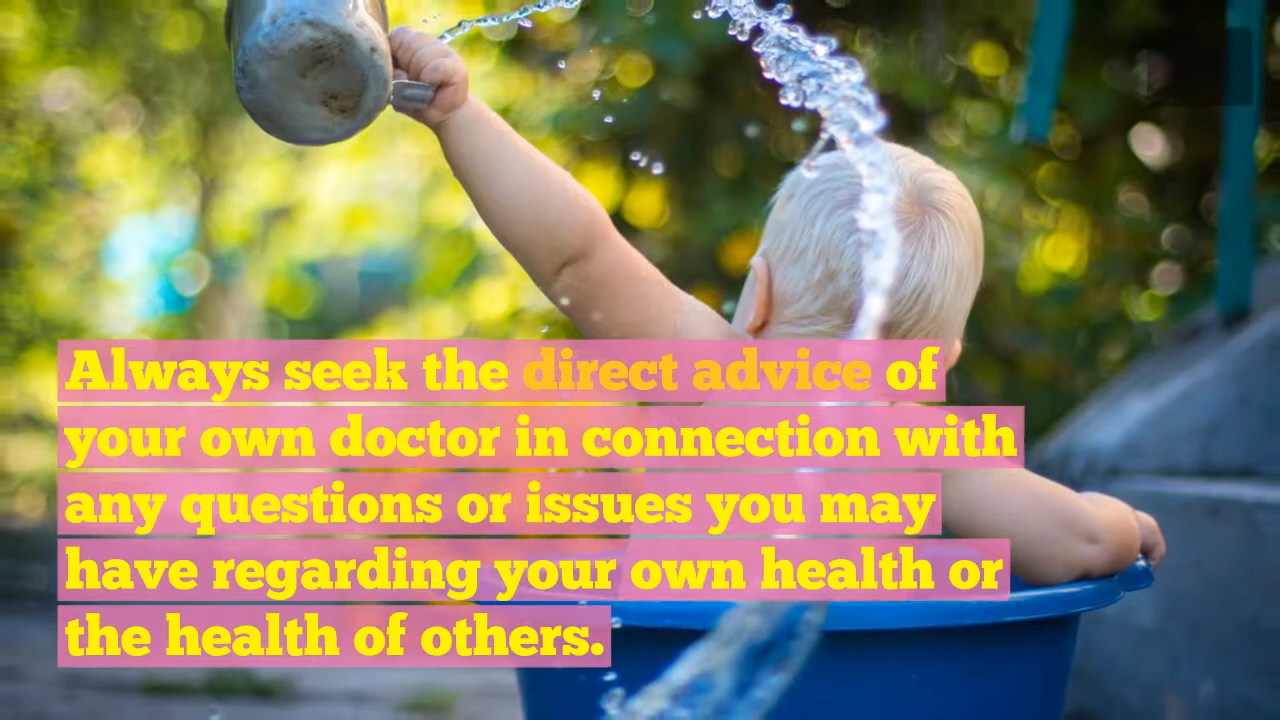 Always seek the direct advice of
your own doctor in connection with
any questions or issues you may
have regarding your own health or
the health of others.